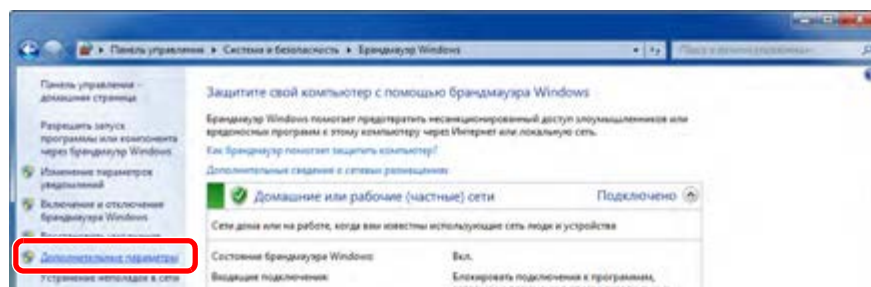 Панель управления ▸ Система и безопасность ▸ Брандмауэр Windows
Поиск в панели управления
Панель управления -
домашняя страница
Разрешить запуск
программы или компонента
через брандмауэр Windows
Изменение параметров
уведомлений
Включение и отключение
брандмауэра Windows
Дополнительные параметры
Устранение неполадок в сети
Защитите свой компьютер с помощью брандмауэра Windows
Брандмауэр Windows помогает предотвратить несанкционированный доступ злоумышленников или
вредоносных программ к этому компьютеру через Интернет или локальную сеть.
Как брандмауэр помогает защитить компьютер?
Дополнительные сведения о сетевых размещениях
Домашние или рабочие (частные) сети
Подключено
Сети дома или на работе, когда вам известны использующие сеть люди и устройства
Состояние брандмауэра Windows: Вкл.
Входящие подключения: Блокировать подключения к программам,